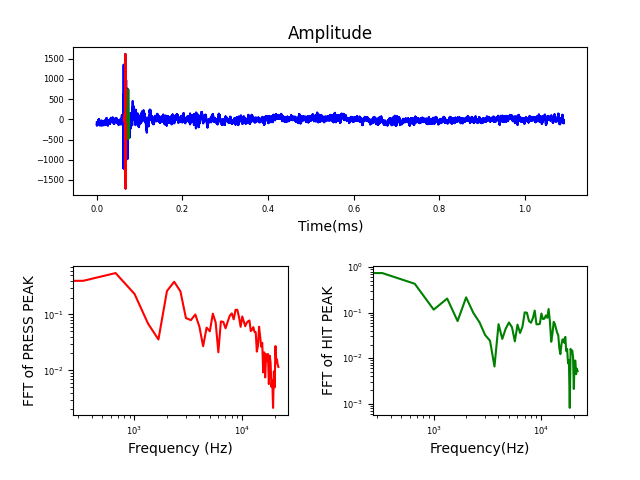 Amplitude
1500
1000
500
0
−500
−1000
−1500
0.0 0.2 0.4 0.6 0.8 1.0
Time(ms)
FFT of PRESS PEAK
10⁻¹
10⁻²
10³ 10⁴
Frequency (Hz)
FFT of HIT PEAK
10⁰
10⁻¹
10⁻²
10⁻³
10³ 10⁴
Frequency(Hz)